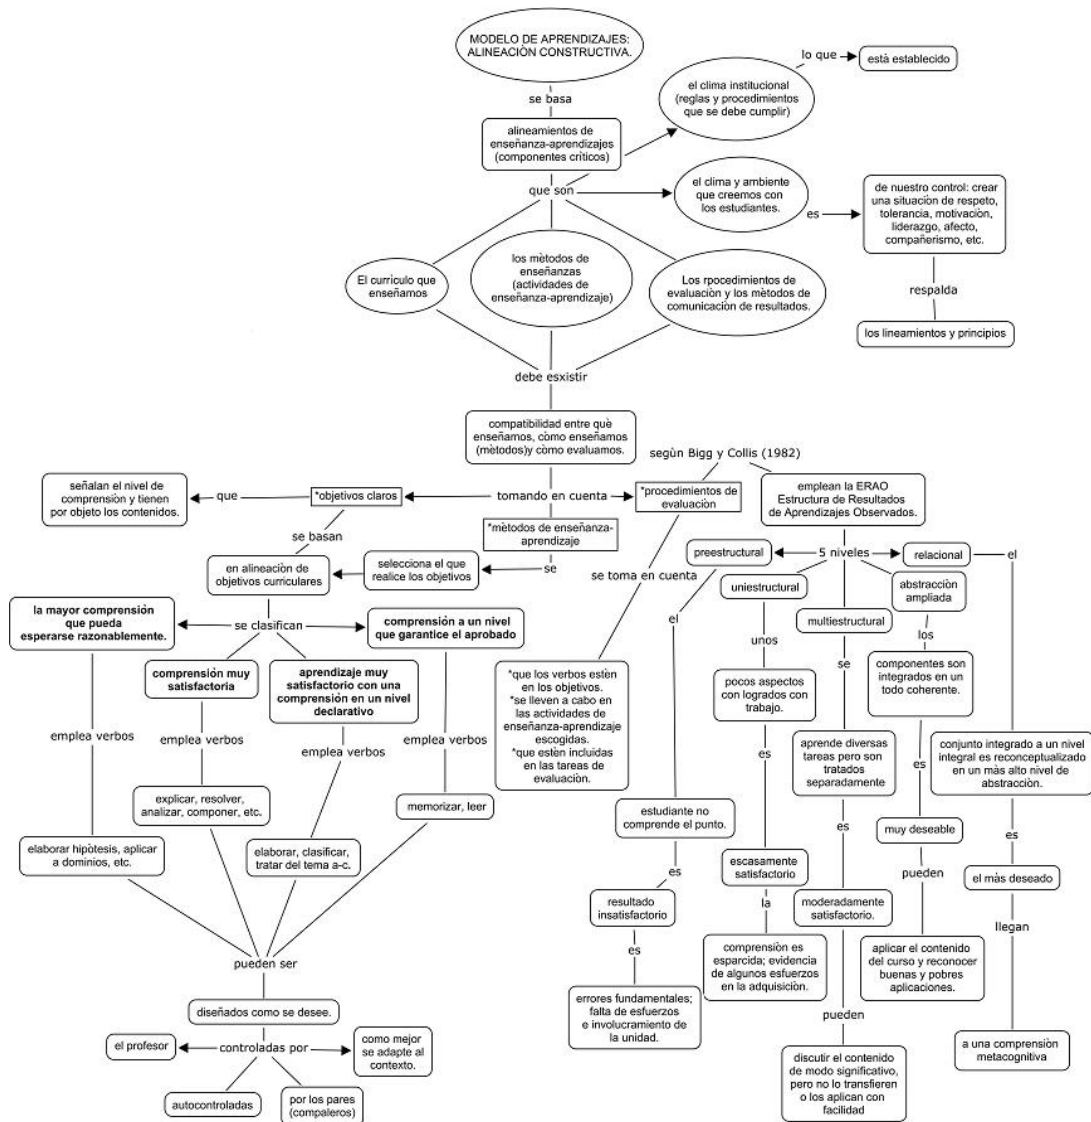 MODELO DE APRENDIZAJES:
ALINEACIÒN CONSTRUCTIVA.
lo que
està establecido
el clima institucional
(reglas y procedimientos
que se debe cumplir)
se basa
alineamientos de
enseñanza-aprendizajes
(componentes crìticos)
que son
el clima y ambiente
que creemos con
los estudiantes.
es
de nuestro control: crear
una situaciòn de respeto,
tolerancia, motivaciòn,
liderazgo, afecto,
compañerismo, etc.
respalda
los lineamientos y principios
El currìculo que
enseñamos
los mètodos de
enseñanzas
(actividades de
enseñanza-aprendizaje)
Los rpocedimientos de
evaluaciòn y los mètodos de
comunicaciòn de resultados.
debe esxistir
compatibilidad entre què
enseñamos, còmo enseñamos
(mètodos)y còmo evaluamos.
segùn Bigg y Collis (1982)
señalan el nivel de
comprensiòn y tienen
por objeto los contenidos.
que
*objetivos claros
tomando en cuenta
*procedimientos de
evaluaciòn
emplean la ERAO
Estructura de Resultados
de Aprendizajes Observados.
*mètodos de enseñanza-
aprendizaje
se basan
en alineaciòn de
objetivos curriculares
selecciona el que
realice los objetivos
se
se toma en cuenta
preestructural
5 niveles
relacional
el
uniestructural
abstracciòn
ampliada
multiestructural
la mayor comprensiòn
que pueda
esperarse razonablemente.
se clasifican
comprensiòn a un nivel
que garantice el aprobado
comprensión muy
satisfactoria
aprendizaje muy
satisfactorio con una
comprensión en un nivel
declarativo
el
unos
se
los
*que los verbos estèn
en los objetivos.
*se lleven a cabo en
las actividades de
enseñanza-aprendizaje
escogidas.
*que estèn incluidas
en las tareas de
evaluaciòn.
pocos aspectos
con logrados con
trabajo.
componentes son
integrados en un
todo coherente.
emplea verbos
emplea verbos
emplea verbos
emplea verbos
es
aprende diversas
tareas pero son
tratados
separadamente
es
conjunto integrado a un nivel
integral es reconceptualizado
en un màs alto nivel de
abstracciòn.
explicar, resolver,
analizar, componer, etc.
memorizar, leer
estudiante no
comprende el punto.
elaborar hipòtesis, aplicar
a dominios, etc.
elaborar, clasificar,
tratar del tema a-c.
es
muy deseable
es
es
escasamente
satisfactorio
pueden
el màs deseado
resultado
insatisfactorio
la
moderadamente
satisfactorio.
llegan
es
comprensiòn es
esparcida; evidencia
de algunos esfuerzos
en la adquisiciòn.
aplicar el contenido
del curso y reconocer
buenas y pobres
aplicaciones.
pueden ser
diseñados como se desee.
errores fundamentales;
falta de esfuerzos
e involucramiento de
la unidad.
pueden
el profesor
controladas por
como mejor
se adapte al
contexto.
a una comprensiòn
metacognitiva
discutir el contenido
de modo significativo,
pero no lo transfieren
o los aplican con
facilidad
autocontroladas
por los pares
(compaleros)